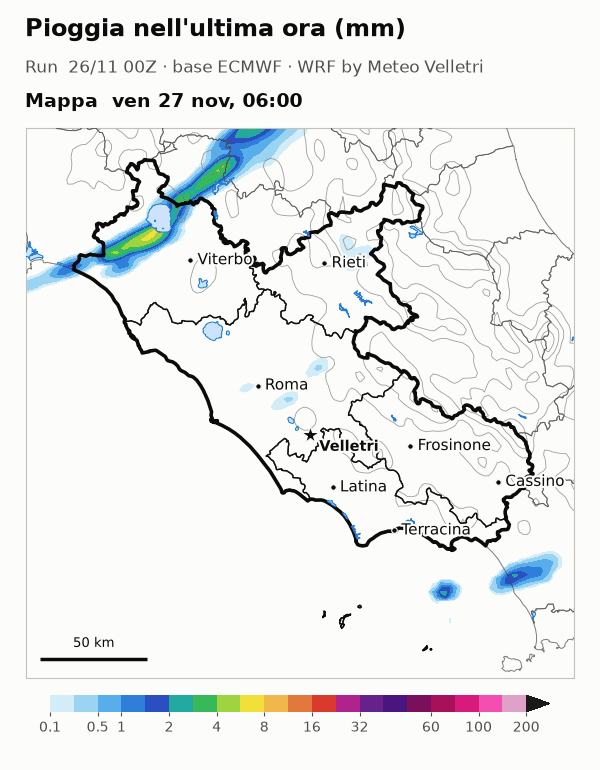 Pioggia nell'ultima ora (mm)
Run  26/11 00Z · base ECMWF · WRF by Meteo Velletri
Mappa  ven 27 nov, 06:00
Viterbo
Rieti
Roma
Velletri
Frosinone
Cassino
Latina
Terracina
50 km
0.1 0.5 1 2 4 8 16 32 60 100 200